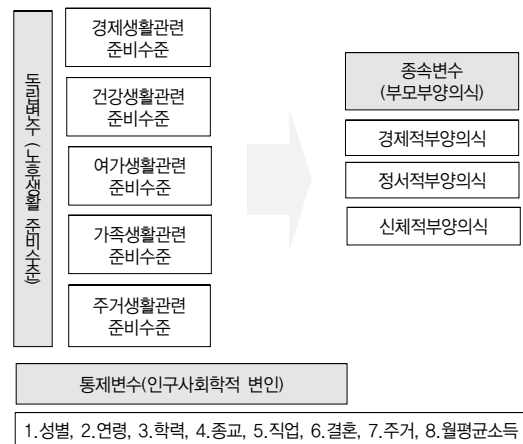 독립변수 (노후생활 준비수준)
경제생활관련
준비수준
건강생활관련
준비수준
여가생활관련
준비수준
가족생활관련
준비수준
주거생활관련
준비수준
종속변수
(부모부양의식)
경제적부양의식
정서적부양의식
신체적부양의식
통제변수(인구사회학적 변인)
1.성별, 2.연령, 3.학력, 4.종교, 5.직업, 6.결혼, 7.주거, 8.월평균소득